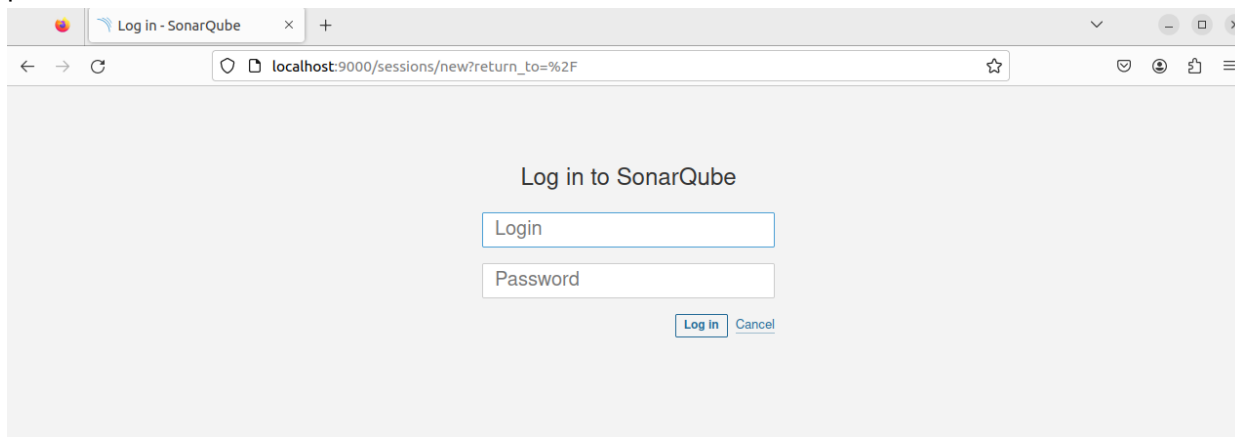 Log in - SonarQube
localhost:9000/sessions/new?return_to=%2F
Log in to SonarQube
Login
Password
Log in Cancel